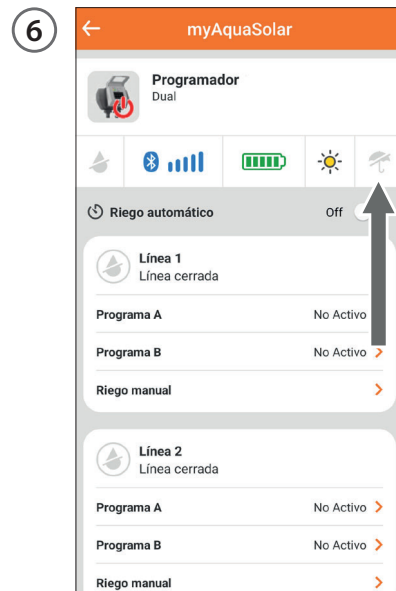 6
myAquaSolar
Programador
Dual
Riego automático Off
Línea 1
Línea cerrada
Programa A No Activo
Programa B No Activo
Riego manual
Línea 2
Línea cerrada
Programa A No Activo
Programa B No Activo
Riego manual